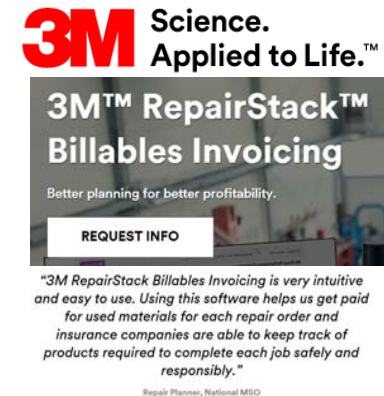 3M Science.
Applied to Life.™
3M™ RepairStack™
Billables Invoicing
Better planning for better profitability.
REQUEST INFO
“3M RepairStack Billables Invoicing is very intuitive
and easy to use. Using this software helps us get paid
for used materials for each repair order and
insurance companies are able to keep track of
products required to complete each job safely and
responsibly.”
Repair Planner, National MSO